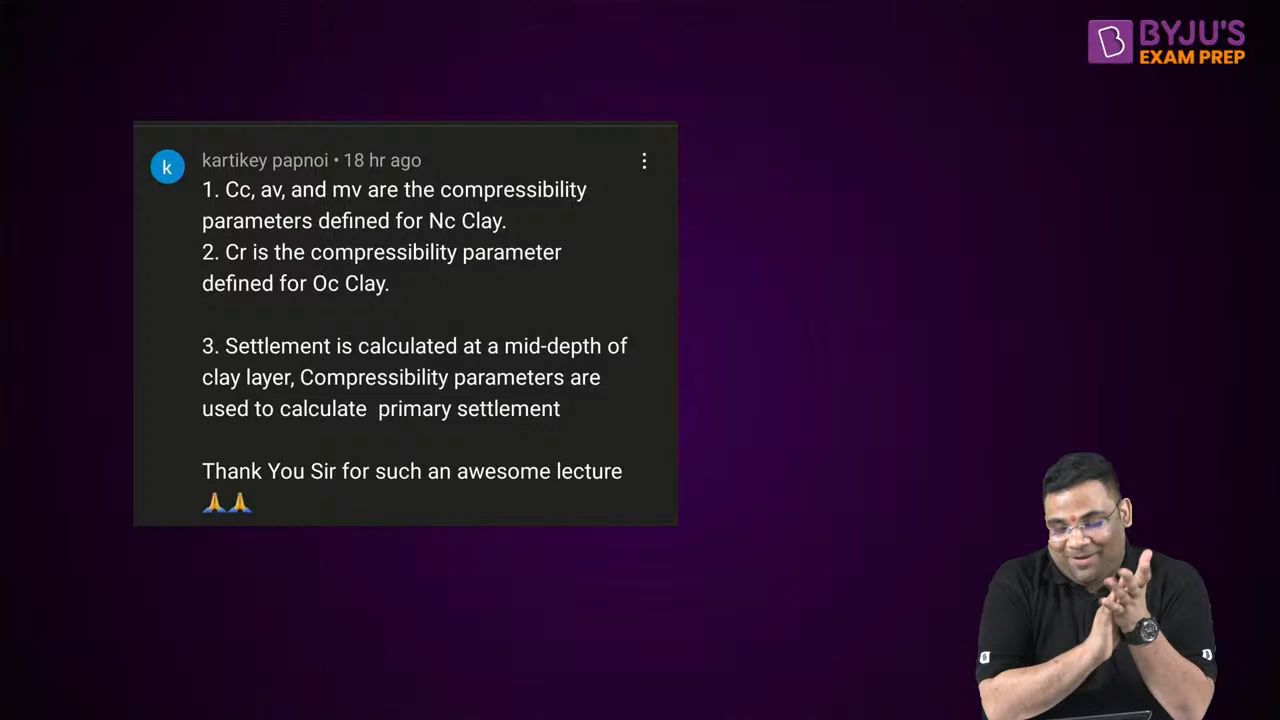 BYJU'S
EXAM PREP
k
kartikey papnoi • 18 hr ago
1. Cc, av, and mv are the compressibility
parameters defined for Nc Clay.
2. Cr is the compressibility parameter
defined for Oc Clay.
3. Settlement is calculated at a mid-depth of
clay layer, Compressibility parameters are
used to calculate  primary settlement
Thank You Sir for such an awesome lecture
🙏🙏